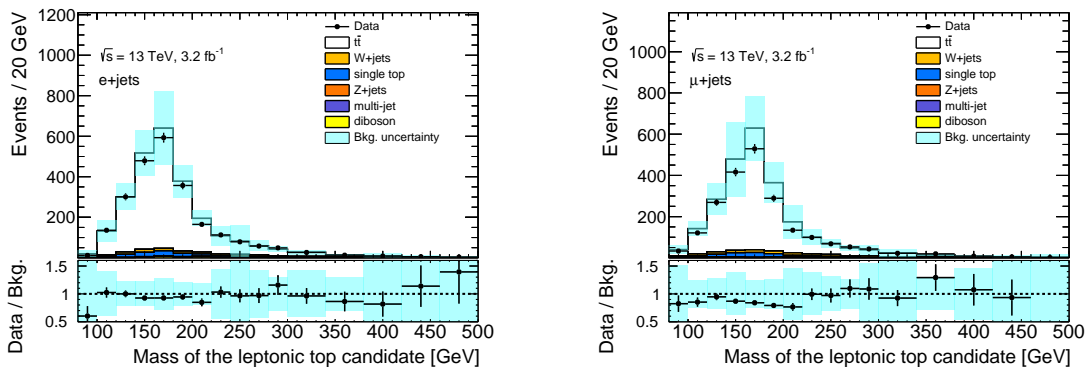 Events / 20 GeV
1200
1000
800
600
400
200
√s = 13 TeV, 3.2 fb⁻¹
e+jets
Data
tt̄
W+jets
single top
Z+jets
multi-jet
diboson
Bkg. uncertainty
Data / Bkg.
1.5
1
0.5
100 150 200 250 300 350 400 450 500
Mass of the leptonic top candidate [GeV]
Events / 20 GeV
1000
800
600
400
200
√s = 13 TeV, 3.2 fb⁻¹
μ+jets
Data
tt̄
W+jets
single top
Z+jets
multi-jet
diboson
Bkg. uncertainty
Data / Bkg.
1.5
1
0.5
100 150 200 250 300 350 400 450 500
Mass of the leptonic top candidate [GeV]